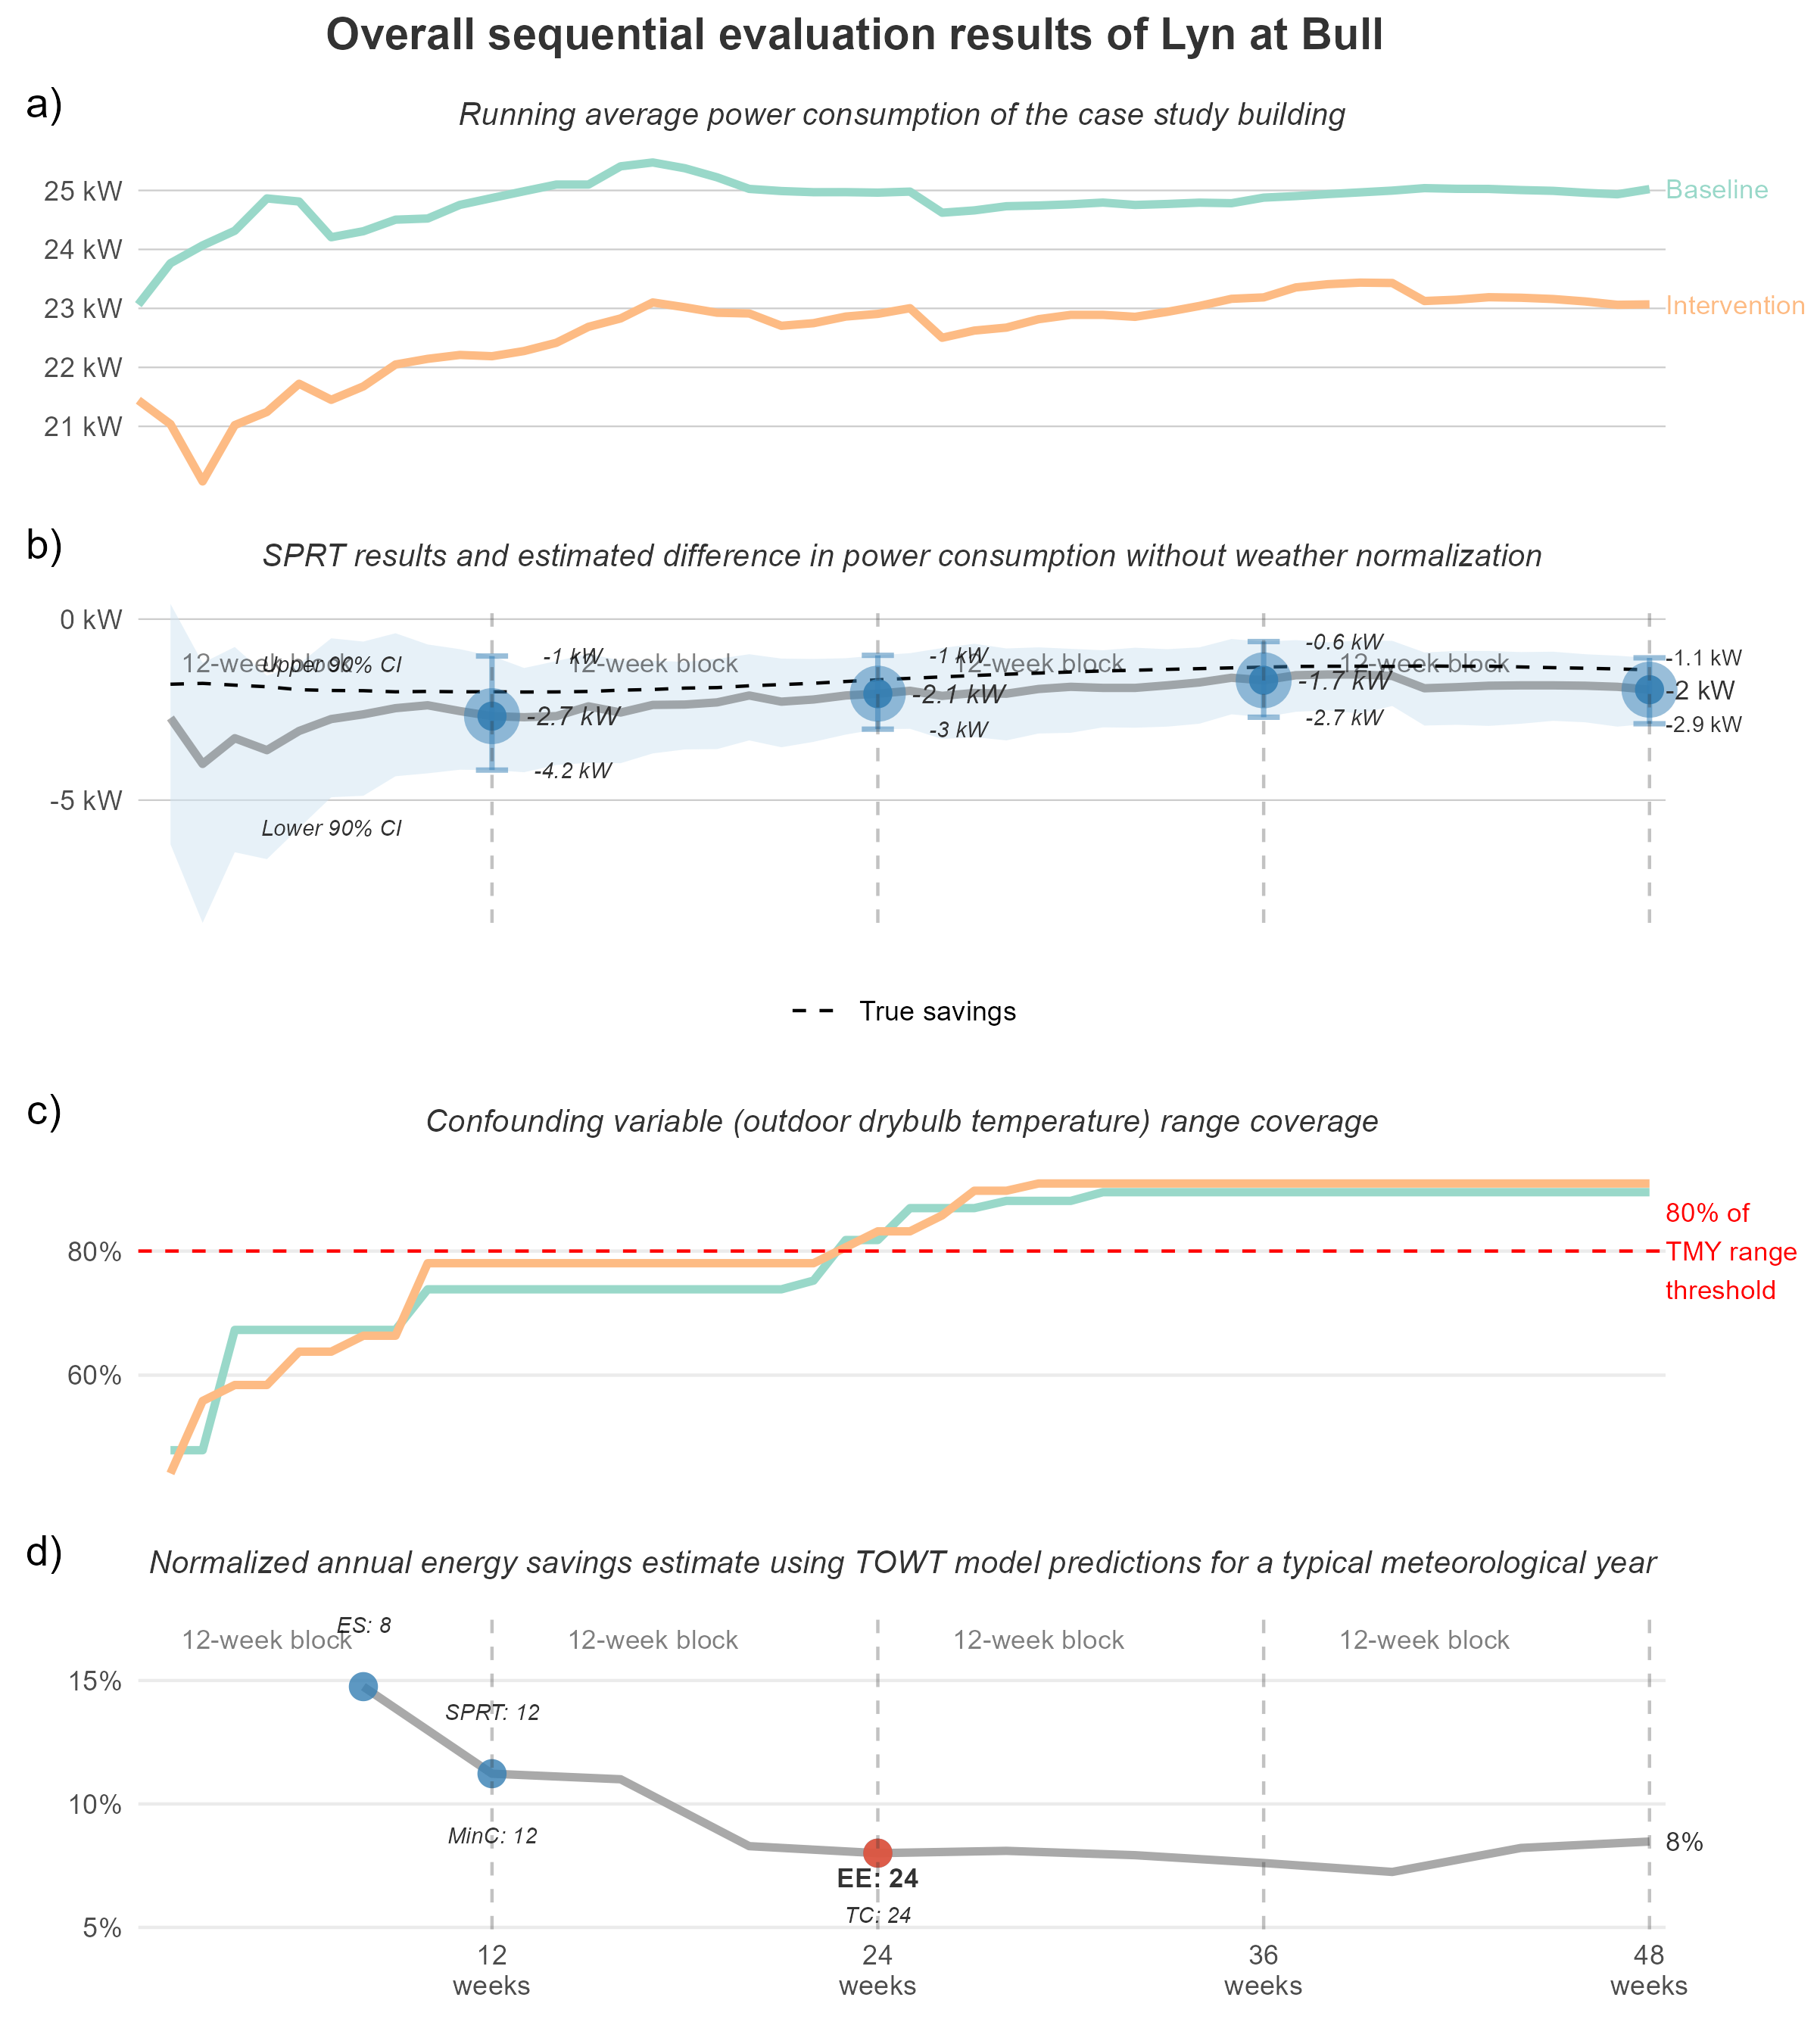 Overall sequential evaluation results of Lyn at Bull
a)
Running average power consumption of the case study building
25 kW
Baseline
24 kW
23 kW
Intervention
22 kW
21 kW
b)
SPRT results and estimated difference in power consumption without weather normalization
0 kW
12-week block
12-week block
12-week block
12-week block
Upper 90% CI
-1 kW
-1 kW
-0.6 kW
-1.1 kW
-2.7 kW
-2.1 kW
-1.7 kW
-2 kW
-4.2 kW
-3 kW
-2.7 kW
-2.9 kW
-5 kW
Lower 90% CI
True savings
c)
Confounding variable (outdoor drybulb temperature) range coverage
80% of
TMY range
threshold
80%
60%
d)
Normalized annual energy savings estimate using TOWT model predictions for a typical meteorological year
ES: 8
12-week block
12-week block
12-week block
12-week block
15%
SPRT: 12
10%
MinC: 12
8%
EE: 24
TC: 24
5%
12
weeks
24
weeks
36
weeks
48
weeks